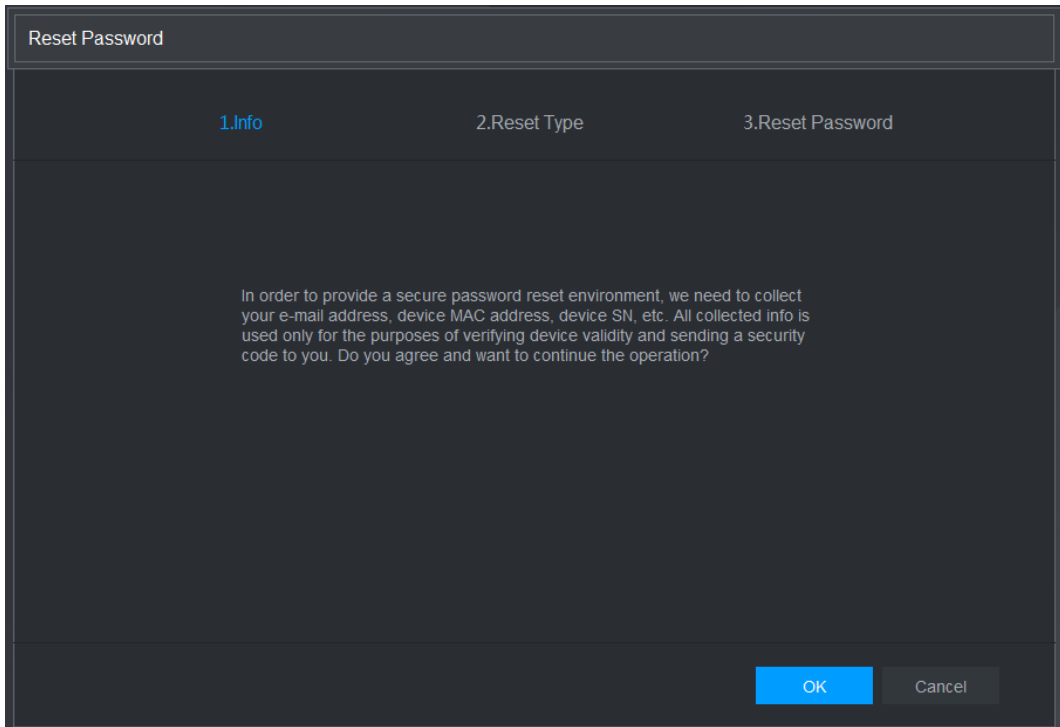 Reset Password
1.Info
2.Reset Type
3.Reset Password
In order to provide a secure password reset environment, we need to collect
your e-mail address, device MAC address, device SN, etc. All collected info is
used only for the purposes of verifying device validity and sending a security
code to you. Do you agree and want to continue the operation?
OK
Cancel